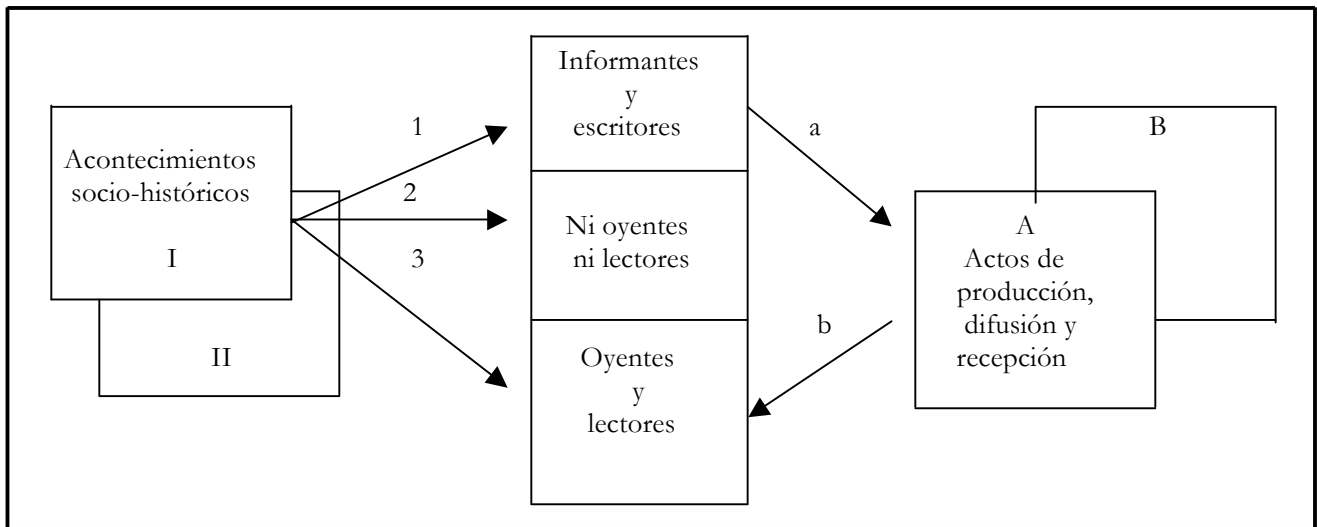 Acontecimientos
socio-históricos
I
II
1
2
3
Informantes
y
escritores
Ni oyentes
ni lectores
Oyentes
y
lectores
a
b
B
A
Actos de
producción,
difusión y
recepción